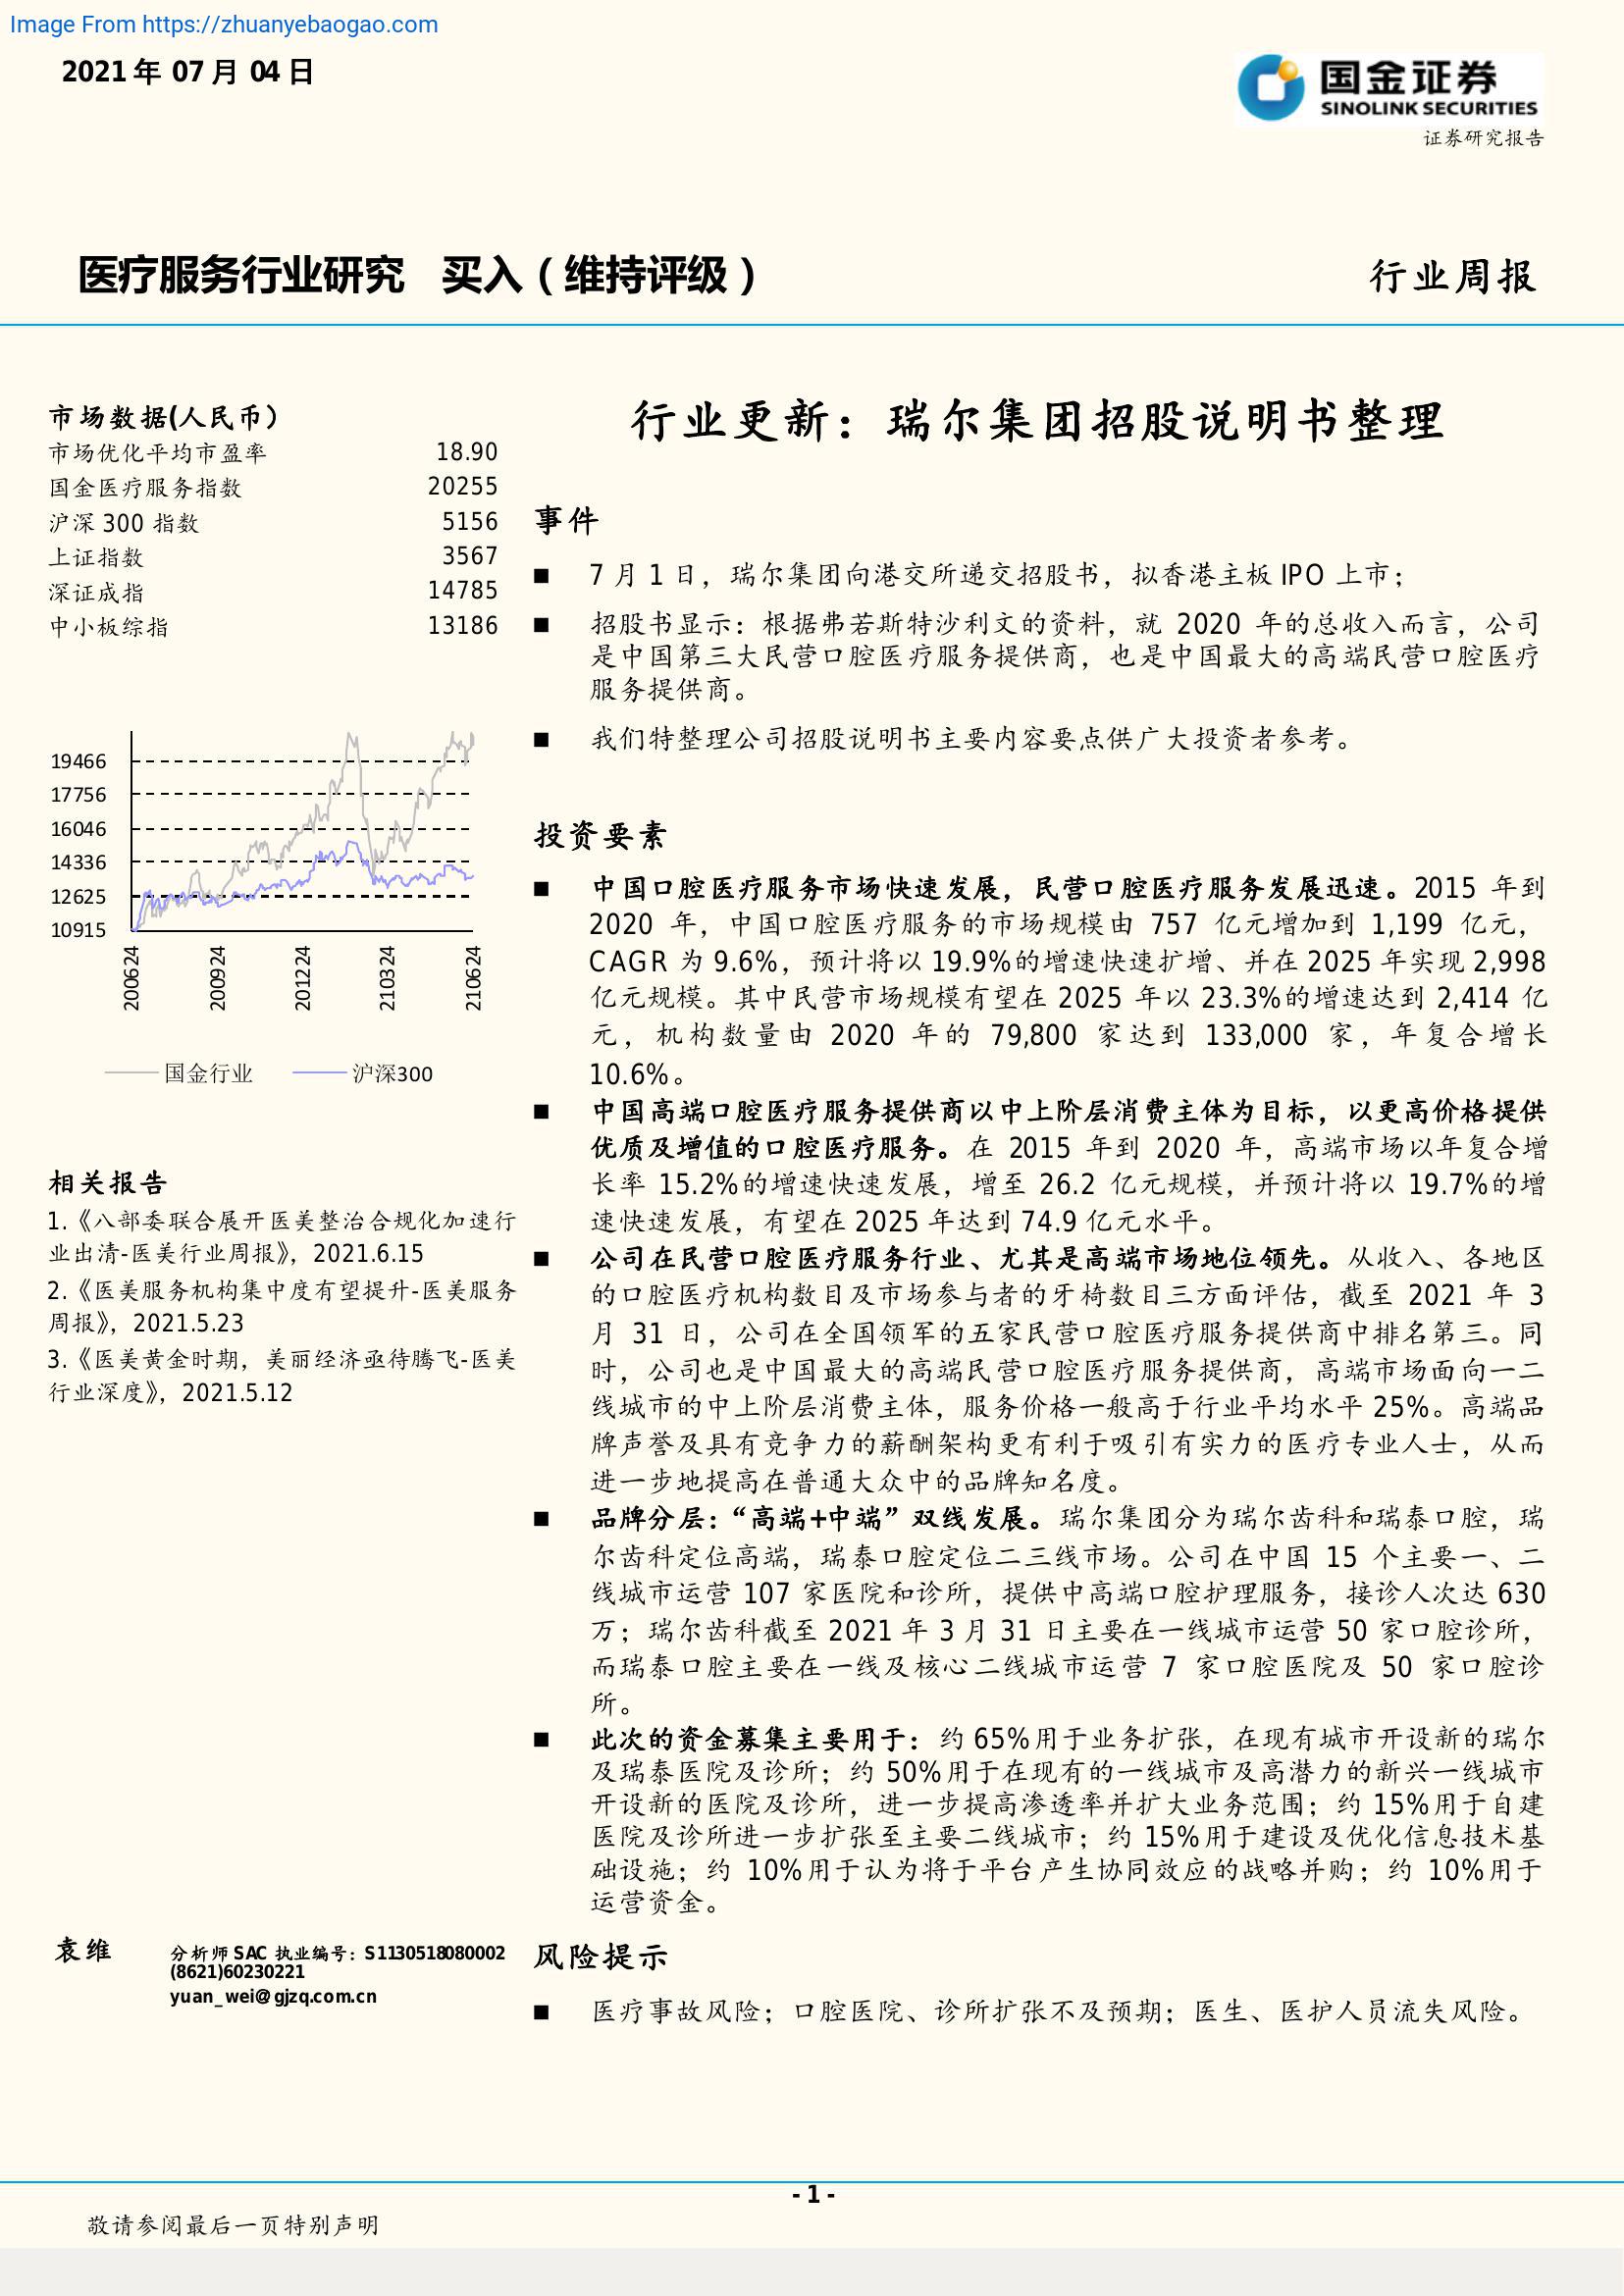 Image From https://zhuanyebaogao.com
2021 年 07 月 04 日
国金证券
SINOLINK SECURITIES
证券研究报告
医疗服务行业研究 买入（维持评级）
行业周报
市场数据(人民币）
市场优化平均市盈率 18.90
国金医疗服务指数 20255
沪深 300 指数 5156
上证指数 3567
深证成指 14785
中小板综指 13186
19466
17756
16046
14336
12625
10915
200624
200924
201224
210324
210624
国金行业 沪深300
相关报告
1.《八部委联合展开医美整治合规化加速行
业出清-医美行业周报》，2021.6.15
2.《医美服务机构集中度有望提升-医美服务
周报》，2021.5.23
3.《医美黄金时期，美丽经济亟待腾飞-医美
行业深度》，2021.5.12
袁维
分析师 SAC 执业编号：S1130518080002
(8621)60230221
yuan_wei@gjzq.com.cn
行业更新：瑞尔集团招股说明书整理
事件
■ 7 月 1 日，瑞尔集团向港交所递交招股书，拟香港主板 IPO 上市；
■ 招股书显示：根据弗若斯特沙利文的资料，就 2020 年的总收入而言，公司
是中国第三大民营口腔医疗服务提供商，也是中国最大的高端民营口腔医疗
服务提供商。
■ 我们特整理公司招股说明书主要内容要点供广大投资者参考。
投资要素
■ 中国口腔医疗服务市场快速发展，民营口腔医疗服务发展迅速。2015 年到
2020 年，中国口腔医疗服务的市场规模由 757 亿元增加到 1,199 亿元，
CAGR 为 9.6%，预计将以 19.9%的增速快速扩增、并在 2025 年实现 2,998
亿元规模。其中民营市场规模有望在 2025 年以 23.3%的增速达到 2,414 亿
元，机构数量由 2020 年的 79,800 家达到 133,000 家，年复合增长
10.6%。
■ 中国高端口腔医疗服务提供商以中上阶层消费主体为目标，以更高价格提供
优质及增值的口腔医疗服务。在 2015 年到 2020 年，高端市场以年复合增
长率 15.2%的增速快速发展，增至 26.2 亿元规模，并预计将以 19.7%的增
速快速发展，有望在 2025 年达到 74.9 亿元水平。
■ 公司在民营口腔医疗服务行业、尤其是高端市场地位领先。从收入、各地区
的口腔医疗机构数目及市场参与者的牙椅数目三方面评估，截至 2021 年 3
月 31 日，公司在全国领军的五家民营口腔医疗服务提供商中排名第三。同
时，公司也是中国最大的高端民营口腔医疗服务提供商，高端市场面向一二
线城市的中上阶层消费主体，服务价格一般高于行业平均水平 25%。高端品
牌声誉及具有竞争力的薪酬架构更有利于吸引有实力的医疗专业人士，从而
进一步地提高在普通大众中的品牌知名度。
■ 品牌分层：“高端+中端”双线发展。瑞尔集团分为瑞尔齿科和瑞泰口腔，瑞
尔齿科定位高端，瑞泰口腔定位二三线市场。公司在中国 15 个主要一、二
线城市运营 107 家医院和诊所，提供中高端口腔护理服务，接诊人次达 630
万；瑞尔齿科截至 2021 年 3 月 31 日主要在一线城市运营 50 家口腔诊所，
而瑞泰口腔主要在一线及核心二线城市运营 7 家口腔医院及 50 家口腔诊
所。
■ 此次的资金募集主要用于：约 65%用于业务扩张，在现有城市开设新的瑞尔
及瑞泰医院及诊所；约 50%用于在现有的一线城市及高潜力的新兴一线城市
开设新的医院及诊所，进一步提高渗透率并扩大业务范围；约 15%用于自建
医院及诊所进一步扩张至主要二线城市；约 15%用于建设及优化信息技术基
础设施；约 10%用于认为将于平台产生协同效应的战略并购；约 10%用于
运营资金。
风险提示
■ 医疗事故风险；口腔医院、诊所扩张不及预期；医生、医护人员流失风险。
- 1 -
敬请参阅最后一页特别声明